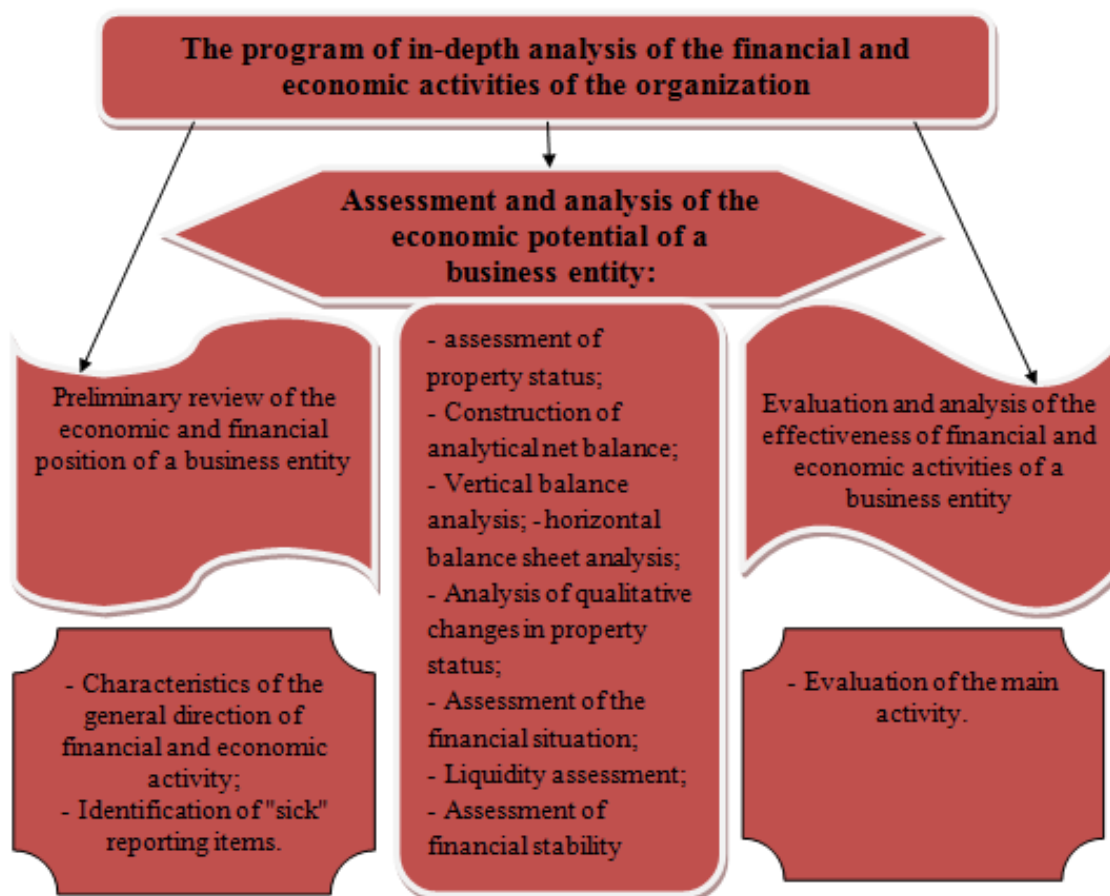 The program of in-depth analysis of the financial and
economic activities of the organization
Assessment and analysis of the
economic potential of a
business entity:
Preliminary review of the
economic and financial
position of a business entity
- Characteristics of the
general direction of
financial and economic
activity;
- Identification of "sick"
reporting items.
- assessment of
property status;
- Construction of
analytical net balance;
- Vertical balance
analysis; - horizontal
balance sheet analysis;
- Analysis of qualitative
changes in property
status;
- Assessment of the
financial situation;
- Liquidity assessment;
- Assessment of
financial stability
Evaluation and analysis of the
effectiveness of financial and
economic activities of a
business entity
- Evaluation of the main
activity.